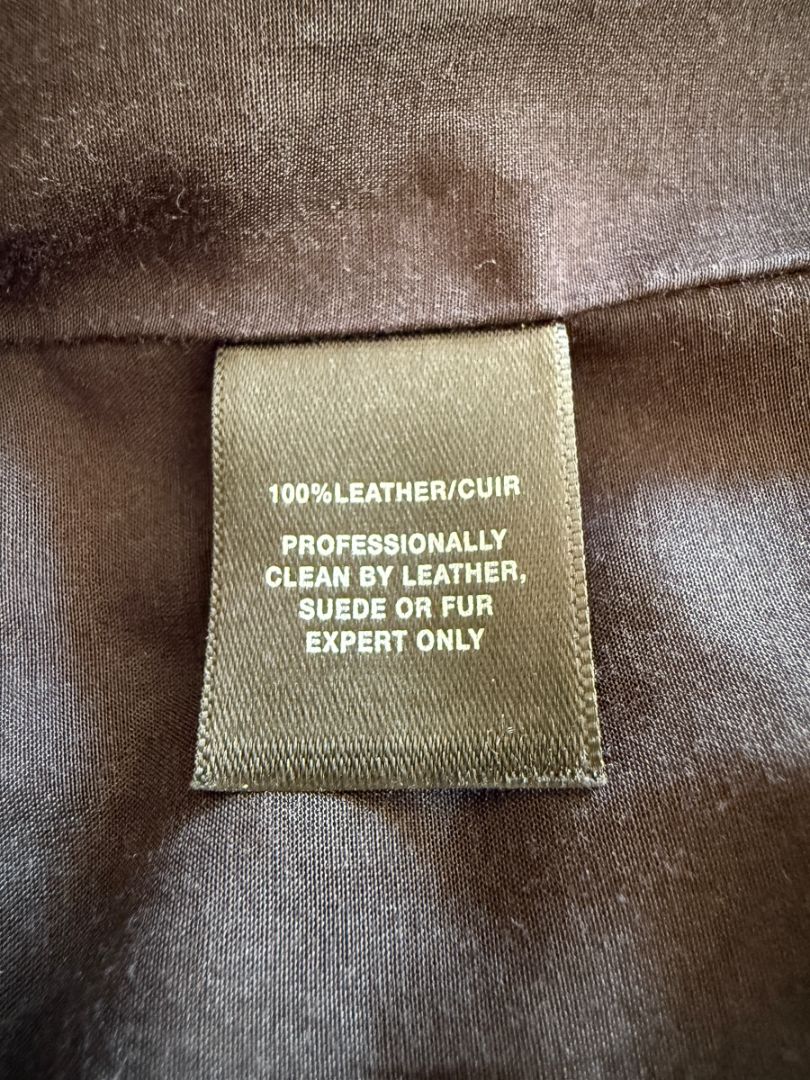 100%LEATHER/CUIR
PROFESSIONALLY
CLEAN BY LEATHER,
SUEDE OR FUR
EXPERT ONLY